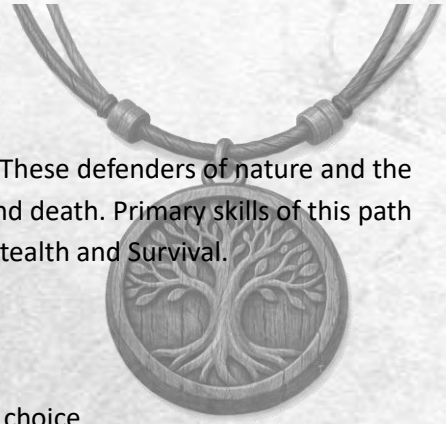 These defenders of nature and the
nd death. Primary skills of this path
tealth and Survival.
choice